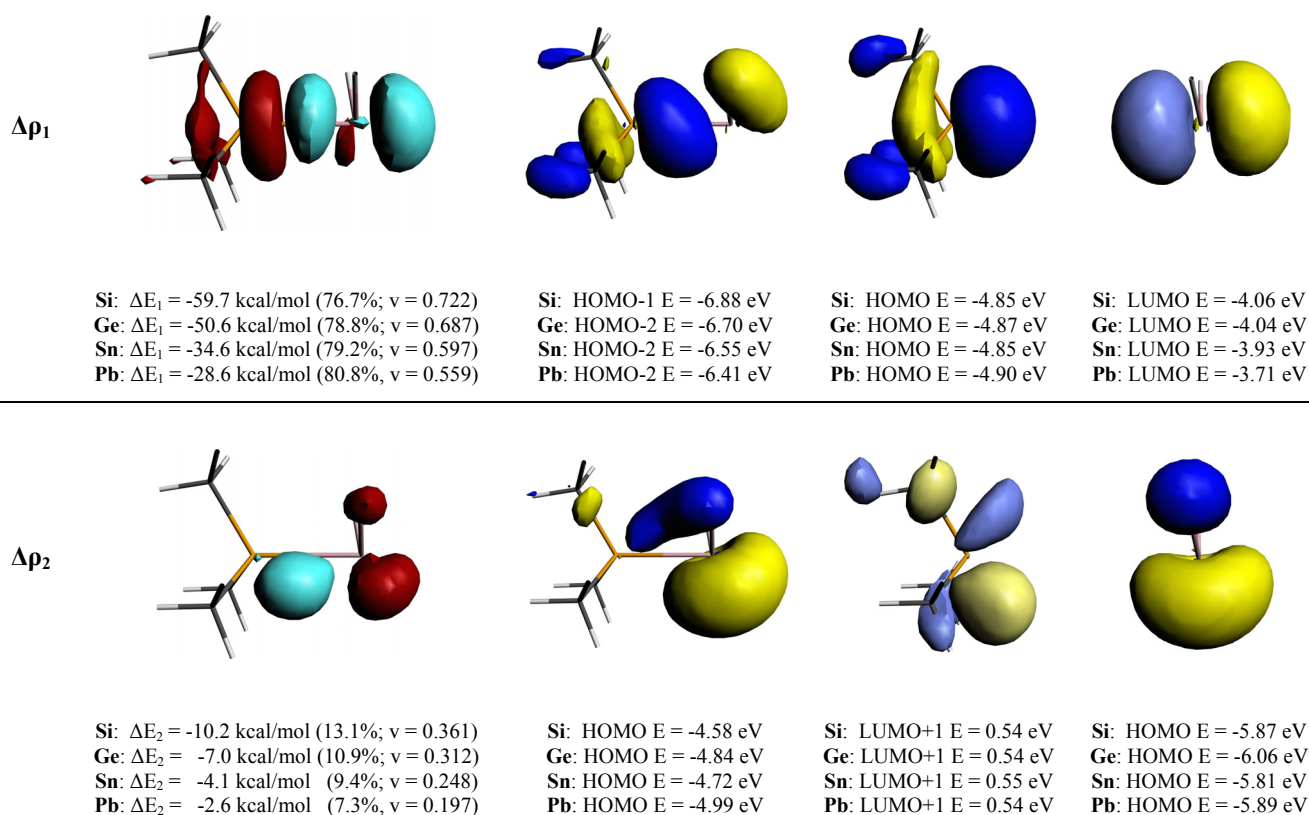 Δρ₁
Si: ΔE₁ = -59.7 kcal/mol (76.7%; v = 0.722)
Ge: ΔE₁ = -50.6 kcal/mol (78.8%; v = 0.687)
Sn: ΔE₁ = -34.6 kcal/mol (79.2%; v = 0.597)
Pb: ΔE₁ = -28.6 kcal/mol (80.8%, v = 0.559)
Si: HOMO-1 E = -6.88 eV
Ge: HOMO-2 E = -6.70 eV
Sn: HOMO-2 E = -6.55 eV
Pb: HOMO-2 E = -6.41 eV
Si: HOMO E = -4.85 eV
Ge: HOMO E = -4.87 eV
Sn: HOMO E = -4.85 eV
Pb: HOMO E = -4.90 eV
Si: LUMO E = -4.06 eV
Ge: LUMO E = -4.04 eV
Sn: LUMO E = -3.93 eV
Pb: LUMO E = -3.71 eV
Δρ₂
Si: ΔE₂ = -10.2 kcal/mol (13.1%; v = 0.361)
Ge: ΔE₂ = -7.0 kcal/mol (10.9%; v = 0.312)
Sn: ΔE₂ = -4.1 kcal/mol (9.4%; v = 0.248)
Pb: ΔE₂ = -2.6 kcal/mol (7.3%, v = 0.197)
Si: HOMO E = -4.58 eV
Ge: HOMO E = -4.84 eV
Sn: HOMO E = -4.72 eV
Pb: HOMO E = -4.99 eV
Si: LUMO+1 E = 0.54 eV
Ge: LUMO+1 E = 0.54 eV
Sn: LUMO+1 E = 0.55 eV
Pb: LUMO+1 E = 0.54 eV
Si: HOMO E = -5.87 eV
Ge: HOMO E = -6.06 eV
Sn: HOMO E = -5.81 eV
Pb: HOMO E = -5.89 eV